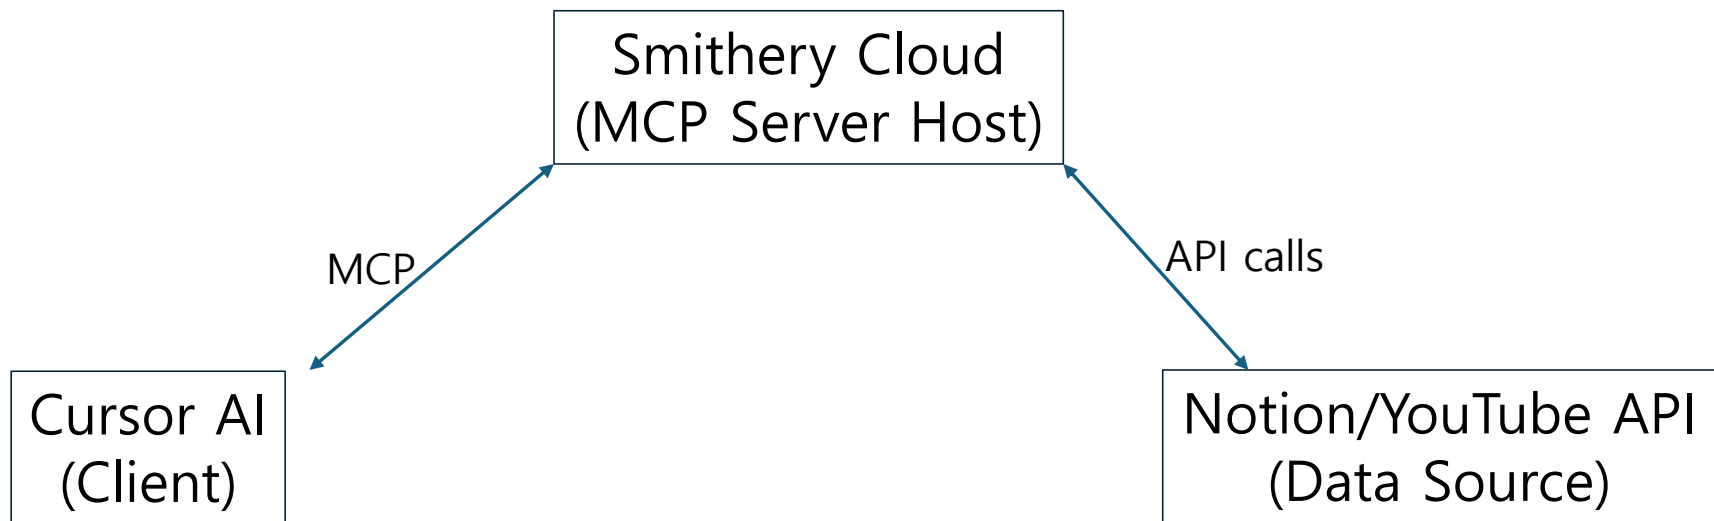 Smithery Cloud
(MCP Server Host)
MCP
API calls
Cursor AI
(Client)
Notion/YouTube API
(Data Source)